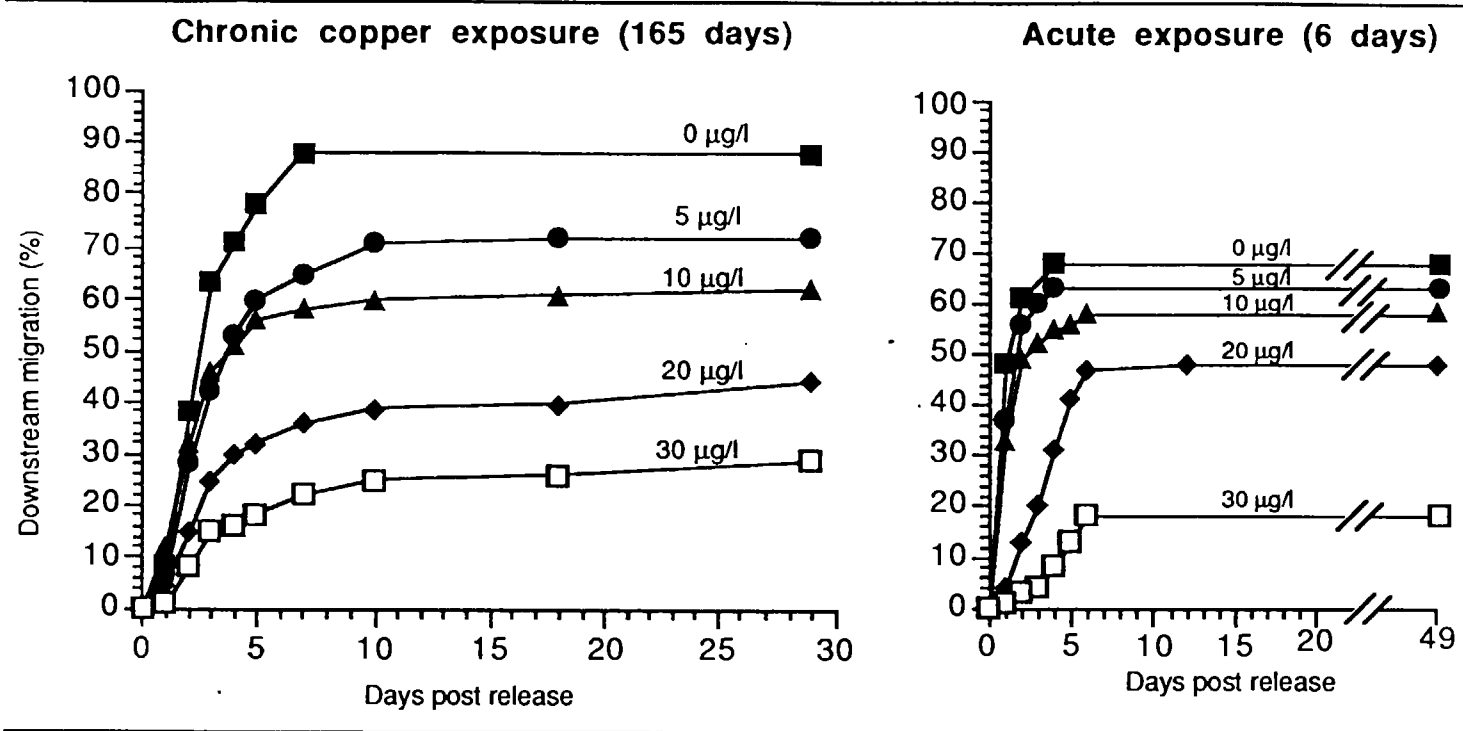 Chronic copper exposure (165 days)
100
90
80
70
60
50
40
30
20
10
0
Downstream migration (%)
0 µg/l
5 µg/l
10 µg/l
20 µg/l
30 µg/l
0 5 10 15 20 25 30
Days post release
Acute exposure (6 days)
100
90
80
70
60
50
40
30
20
10
0
0 µg/l
5 µg/l
10 µg/l
20 µg/l
30 µg/l
0 5 10 15 20 49
Days post release